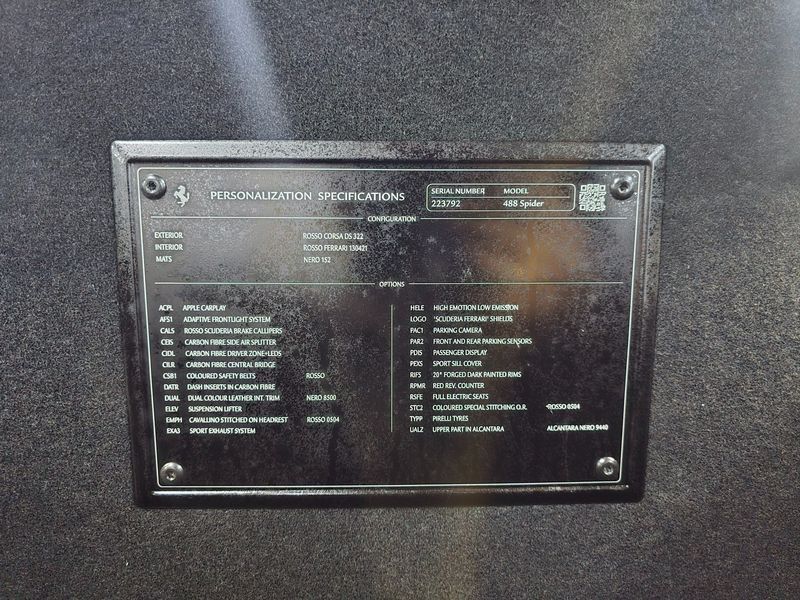 PERSONALIZATION SPECIFICATIONS
SERIAL NUMBER MODEL
223792 488 Spider
CONFIGURATION
EXTERIOR ROSSO CORSA DS 322
INTERIOR ROSSO FERRARI 130421
MATS NERO 152
OPTIONS
ACPL APPLE CARPLAY
AFS1 ADAPTIVE FRONTLIGHT SYSTEM
CAL5 ROSSO SCUDERIA BRAKE CALLIPERS
CEIS CARBON FIBRE SIDE AIR SPLITTER
CIDL CARBON FIBRE DRIVER ZONE+LEDS
CILR CARBON FIBRE CENTRAL BRIDGE
CSB1 COLOURED SAFETY BELTS ROSSO
DATR DASH INSERTS IN CARBON FIBRE
DUAL DUAL COLOUR LEATHER INT. TRIM NERO 8500
ELEV SUSPENSION LIFTER
EMPH CAVALLINO STITCHED ON HEADREST ROSSO 0504
EXA3 SPORT EXHAUST SYSTEM
HELE HIGH EMOTION LOW EMISSION
LOGO 'SCUDERIA FERRARI' SHIELDS
PAC1 PARKING CAMERA
PAR2 FRONT AND REAR PARKING SENSORS
PDIS PASSENGER DISPLAY
PEXS SPORT SILL COVER
RIF5 20" FORGED DARK PAINTED RIMS
RPMR RED REV. COUNTER
RSFE FULL ELECTRIC SEATS
STC2 COLOURED SPECIAL STITCHING O.R. ROSSO 0504
TYPP PIRELLI TYRES
UALZ UPPER PART IN ALCANTARA ALCANTARA NERO 9440